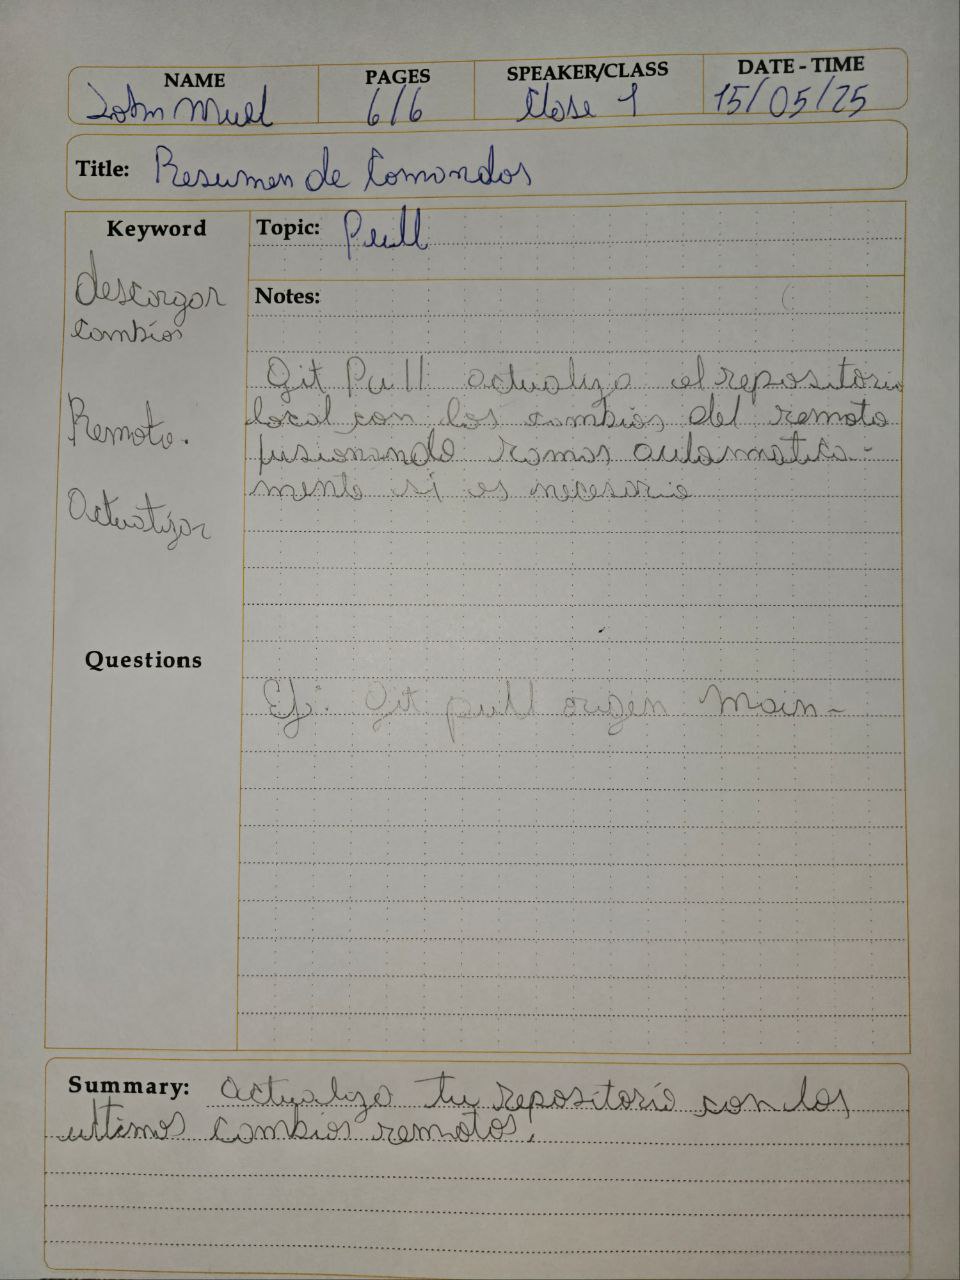 NAME PAGES SPEAKER/CLASS DATE - TIME
John 6/6 Clase 1 15/05/25
Title: Resumen de Comandos
Keyword
Topic: Pull
descargar
cambios
Remoto.
Actualizar
Notes:
Git Pull actualiza el repositorio
local con los cambios del remoto
fusionando ramas automatica-
mente si es necesario
Questions
Ej: Git pull origen Main
Summary: Actualiza tu repositorio con los
ultimos cambios remotos.